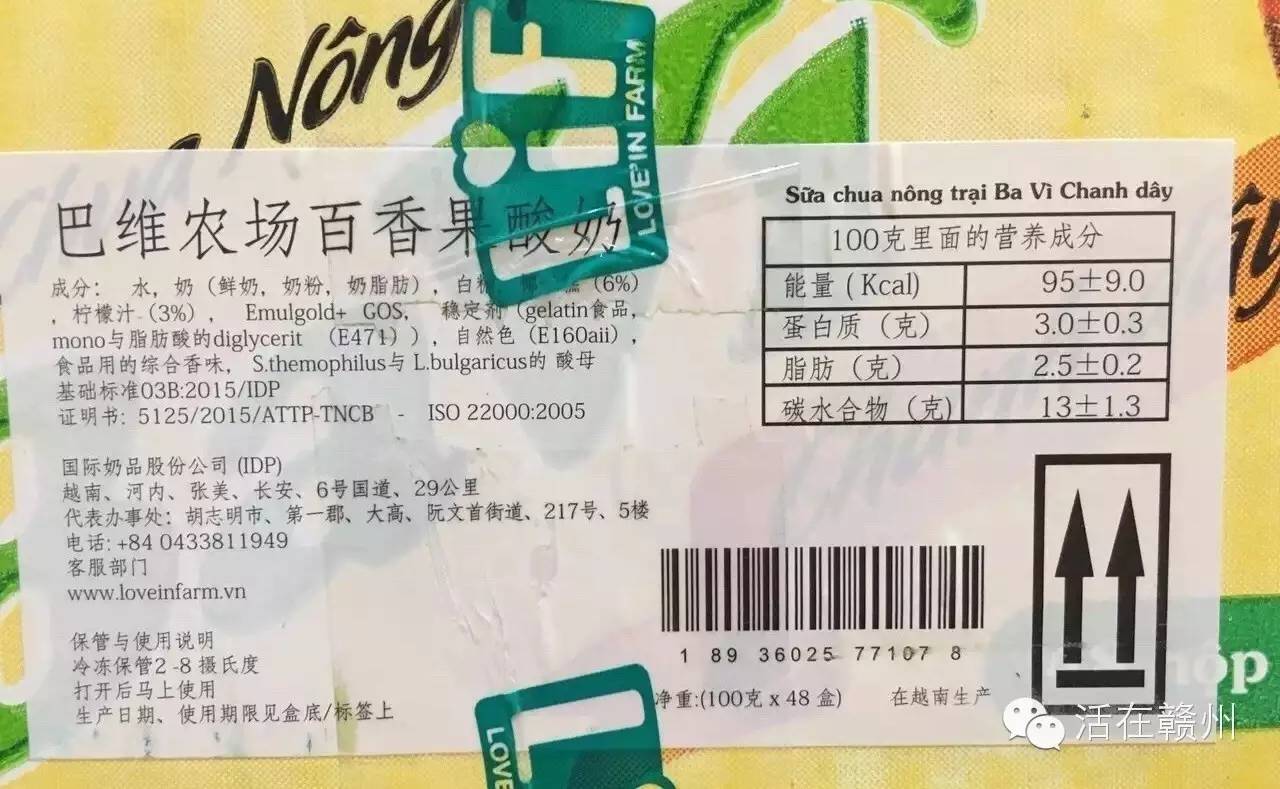 Nông
LOVE'IN FARM
巴维农场百香果酸奶
成分： 水，奶（鲜奶，奶粉，奶脂肪），白糖，（6%）
，柠檬汁（3%）， Emulgold+ GOS， 稳定剂（gelatin食品，
mono与脂肪酸的diglycerit （E471）），自然色（E160aii），
食品用的综合香味， S.themophilus与 L.bulgaricus的 酸母
基础标准03B:2015/IDP
证明书：5125/2015/ATTP-TNCB - ISO 22000:2005
国际奶品股份公司 (IDP)
越南、河内、张美、长安、6号国道、29公里
代表办事处：胡志明市、第一郡、大高、阮文首街道、217号、5楼
电话: +84 0433811949
客服部门
www.loveinfarm.vn
保管与使用说明
冷冻保管2 -8 摄氏度
打开后马上使用
生产日期、使用期限见盒底/标签上
Sữa chua nông trại Ba Vì Chanh dây
100克里面的营养成分
能量 ( Kcal) 95±9.0
蛋白质（克） 3.0±0.3
脂肪（克） 2.5±0.2
碳水合物（克) 13±1.3
1 89 36025 77107 8
净重:(100克 x 48 盒) 在越南生产
LOVE
活在赣州